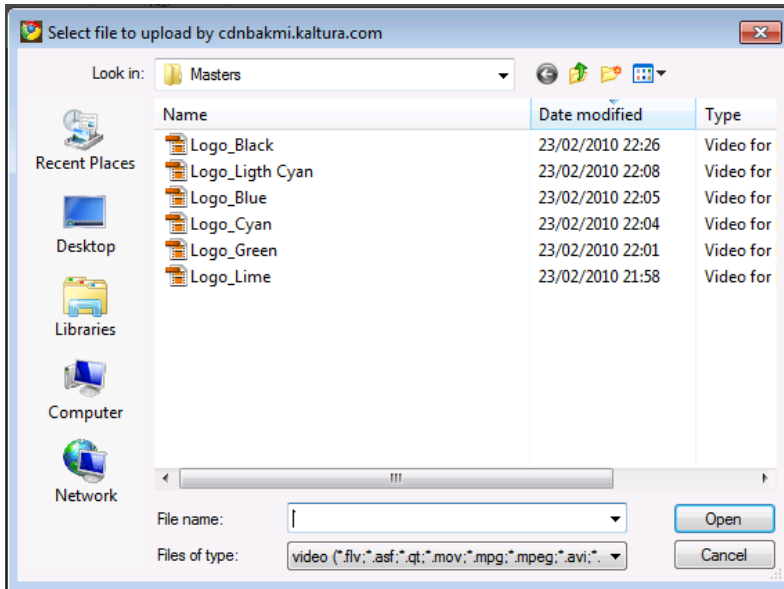 Select file to upload by cdnbakmi.kaltura.com
Look in: Masters
Name Date modified Type
Logo_Black 23/02/2010 22:26 Video for
Logo_Ligth Cyan 23/02/2010 22:08 Video for
Logo_Blue 23/02/2010 22:05 Video for
Logo_Cyan 23/02/2010 22:04 Video for
Logo_Green 23/02/2010 22:01 Video for
Logo_Lime 23/02/2010 21:58 Video for
Recent Places
Desktop
Libraries
Computer
Network
File name: Open
Files of type: video (*.flv;*.asf;*.qt;*.mov;*.mpg;*.mpeg;*.avi;*. Cancel